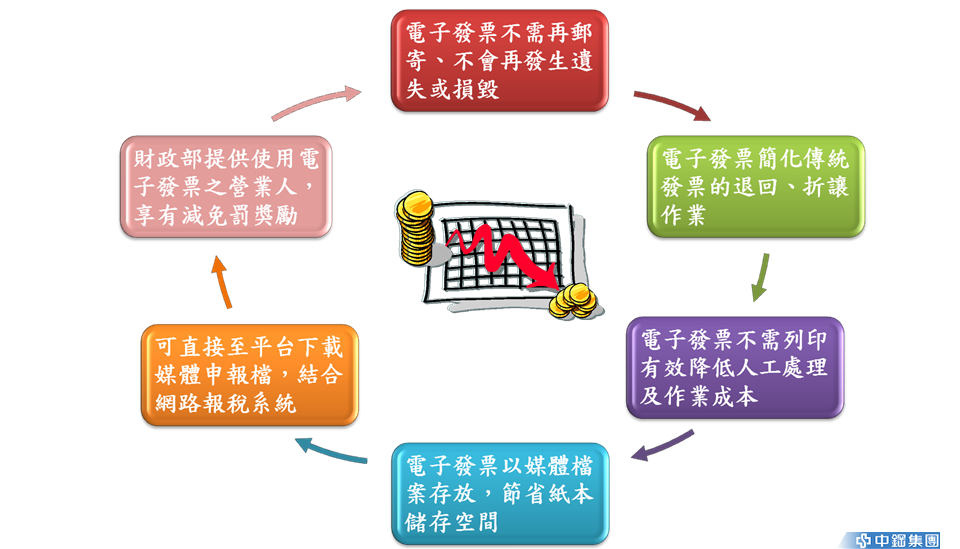 電子發票不需再郵
寄、不會再發生遺
失或損毀
電子發票簡化傳統
發票的退回、折讓
作業
電子發票不需列印
有效降低人工處理
及作業成本
電子發票以媒體檔
案存放，節省紙本
儲存空間
可直接至平台下載
媒體申報檔，結合
網路報稅系統
財政部提供使用電
子發票之營業人，
享有減免罰獎勵
中鋼集團